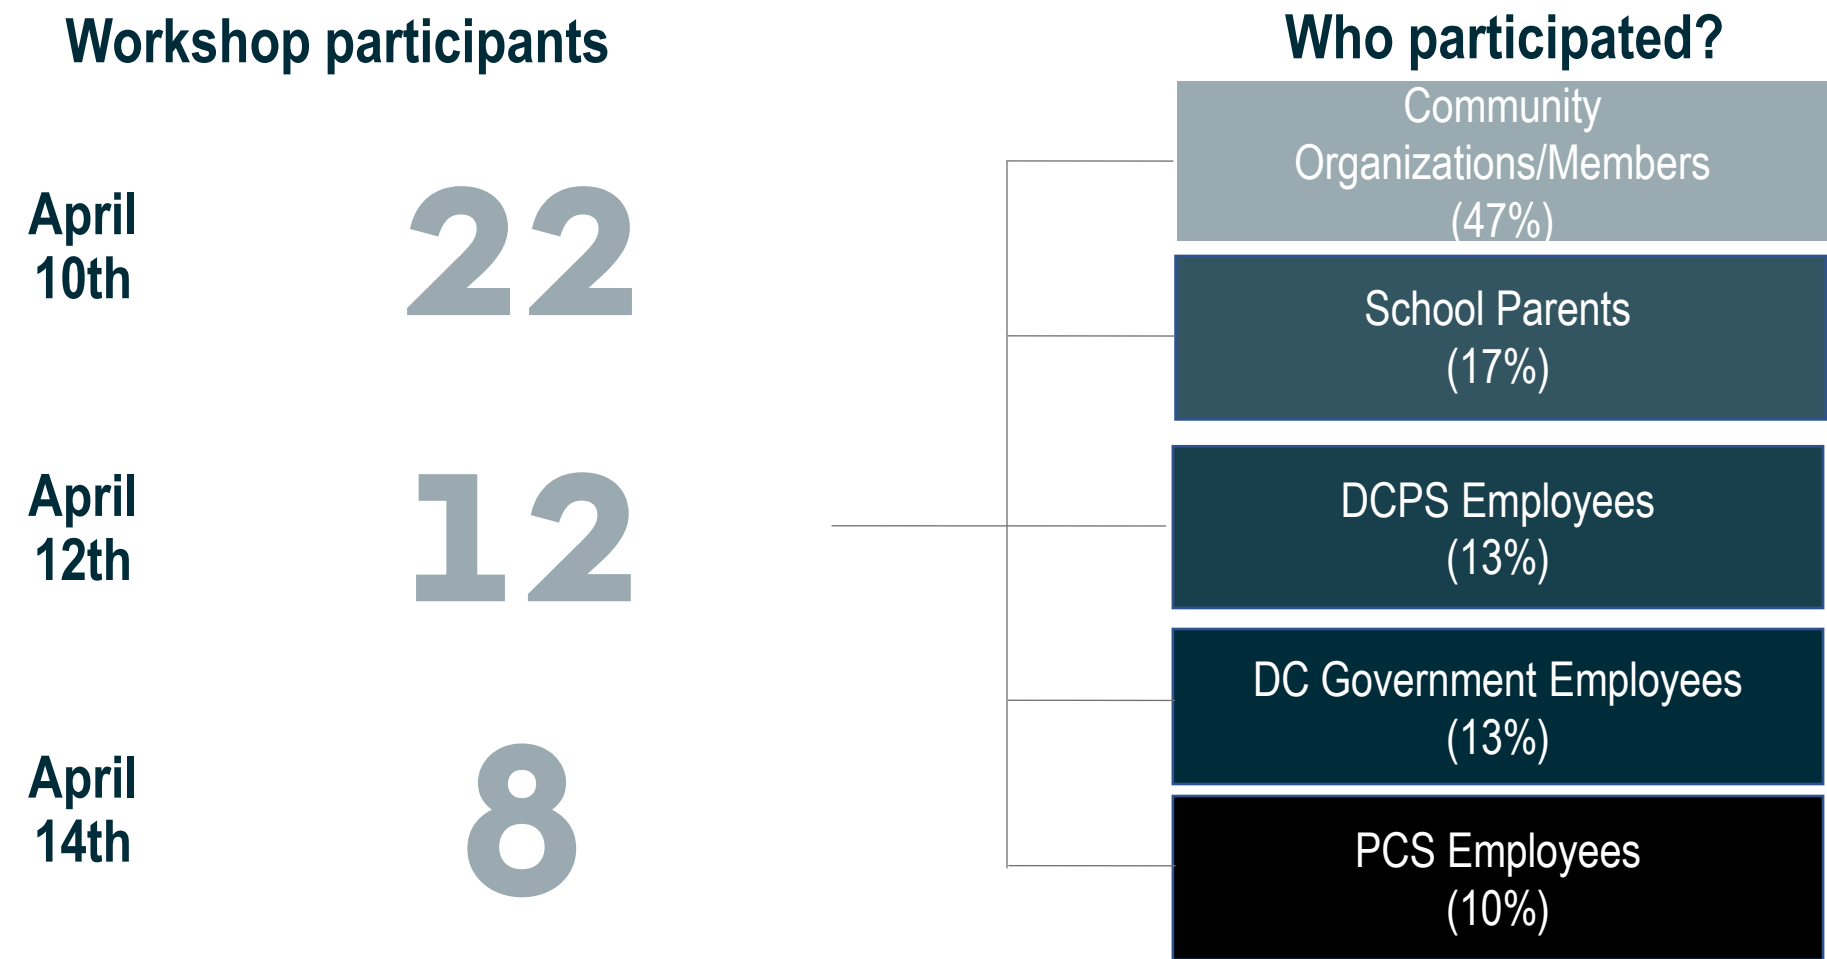 Workshop participants
April
10th
22
April
12th
12
April
14th
8
Who participated?
Community
Organizations/Members
(47%)
School Parents
(17%)
DCPS Employees
(13%)
DC Government Employees
(13%)
PCS Employees
(10%)